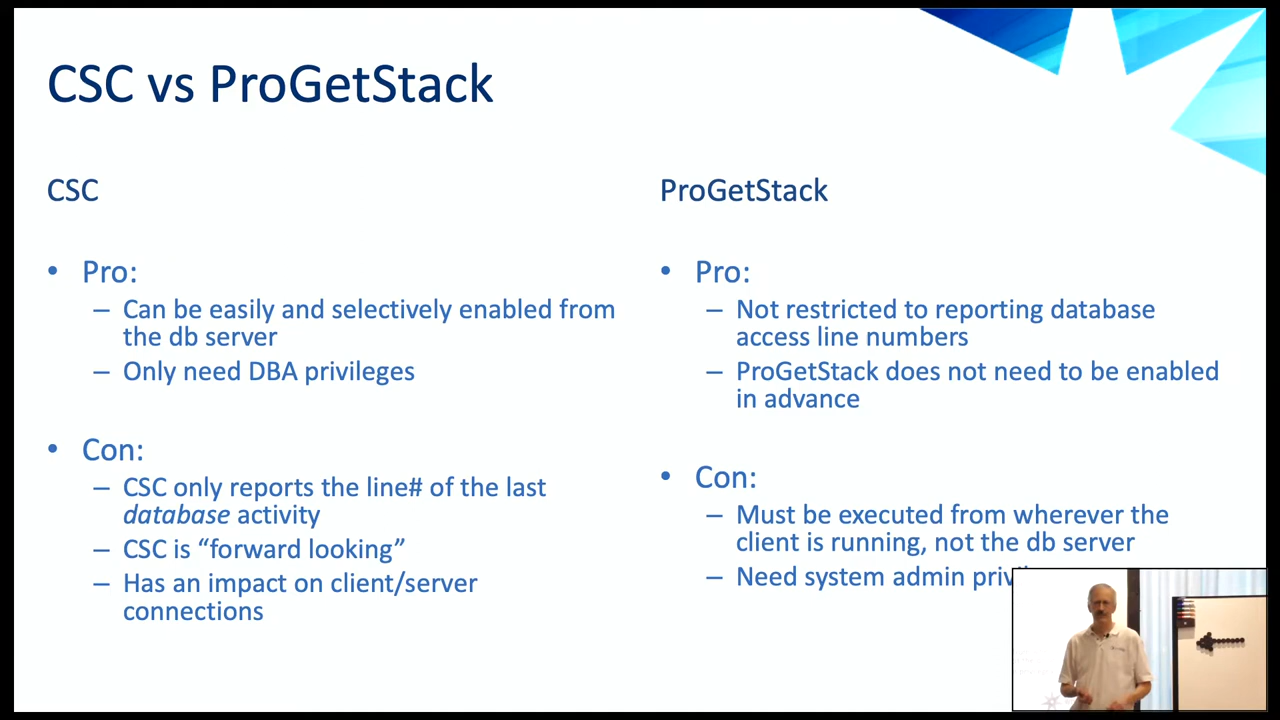 CSC vs ProGetStack
CSC
• Pro:
– Can be easily and selectively enabled from
the db server
– Only need DBA privileges
• Con:
– CSC only reports the line# of the last
database activity
– CSC is “forward looking”
– Has an impact on client/server
connections
ProGetStack
• Pro:
– Not restricted to reporting database
access line numbers
– ProGetStack does not need to be enabled
in advance
• Con:
– Must be executed from wherever the
client is running, not the db server
– Need system admin